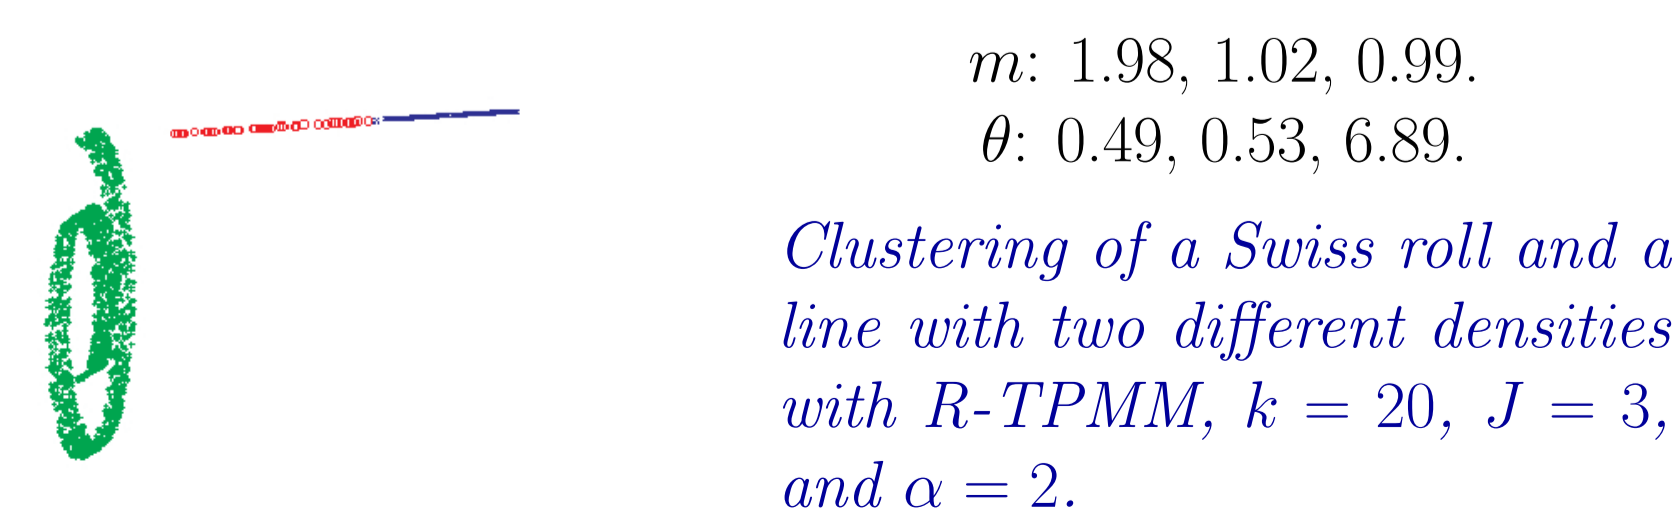 m: 1.98, 1.02, 0.99.
θ: 0.49, 0.53, 6.89.
Clustering of a Swiss roll and a
line with two different densities
with R-TPMM, k = 20, J = 3,
and α = 2.